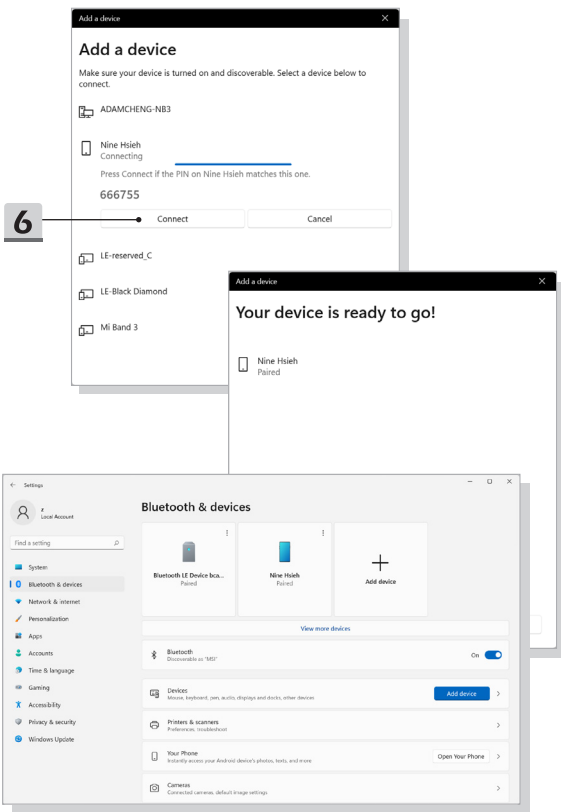 Add a device
Add a device
Make sure your device is turned on and discoverable. Select a device below to
connect.
ADAMCHENG-NB3
Nine Hsieh
Connecting
Press Connect if the PIN on Nine Hsieh matches this one.
666755
Connect
Cancel
6
LE-reserved_C
LE-Black Diamond
Mi Band 3
Add a device
Your device is ready to go!
Nine Hsieh
Paired
Settings
Local Account
Find a setting
System
Bluetooth & devices
Network & internet
Personalization
Apps
Accounts
Time & language
Gaming
Accessibility
Privacy & security
Windows Update
Bluetooth & devices
Bluetooth LE Device bca...
Paired
Nine Hsieh
Paired
Add device
View more devices
Bluetooth
Discoverable as "MSI"
On
Devices
Mouse, keyboard, pen, audio, displays and docks, other devices
Add device
Printers & scanners
Preferences, troubleshoot
Your Phone
Instantly access your Android device's photos, texts, and more
Open Your Phone
Cameras
Connected cameras, default image settings